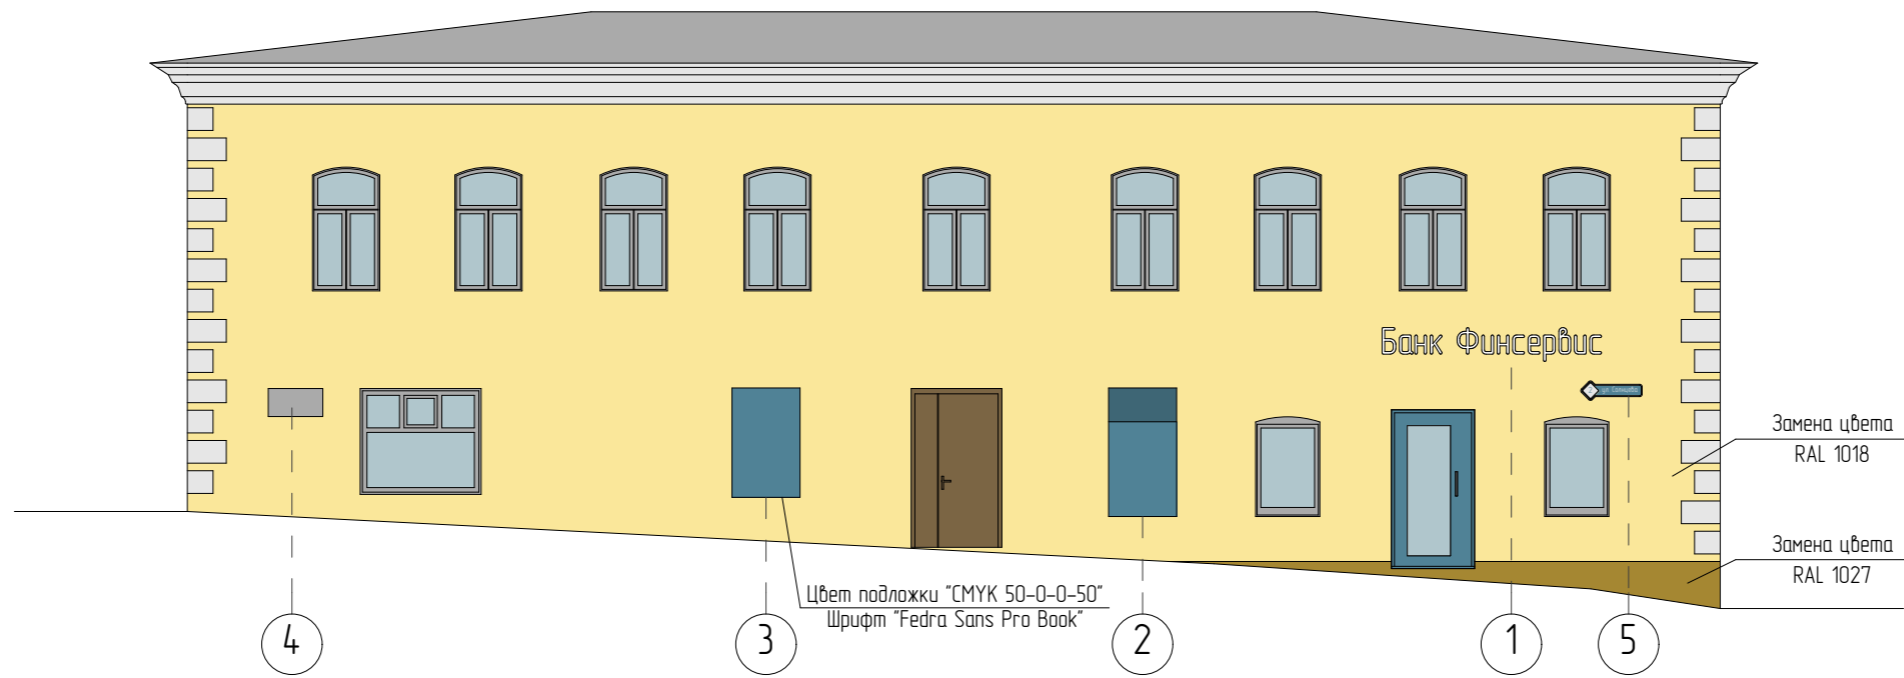 Банк Финсервис
Замена цвета
RAL 1018
Замена цвета
RAL 1027
Цвет подложки "CMYK 50-0-0-50"
Шрифт "Fedra Sans Pro Book"
4
3
2
1
5